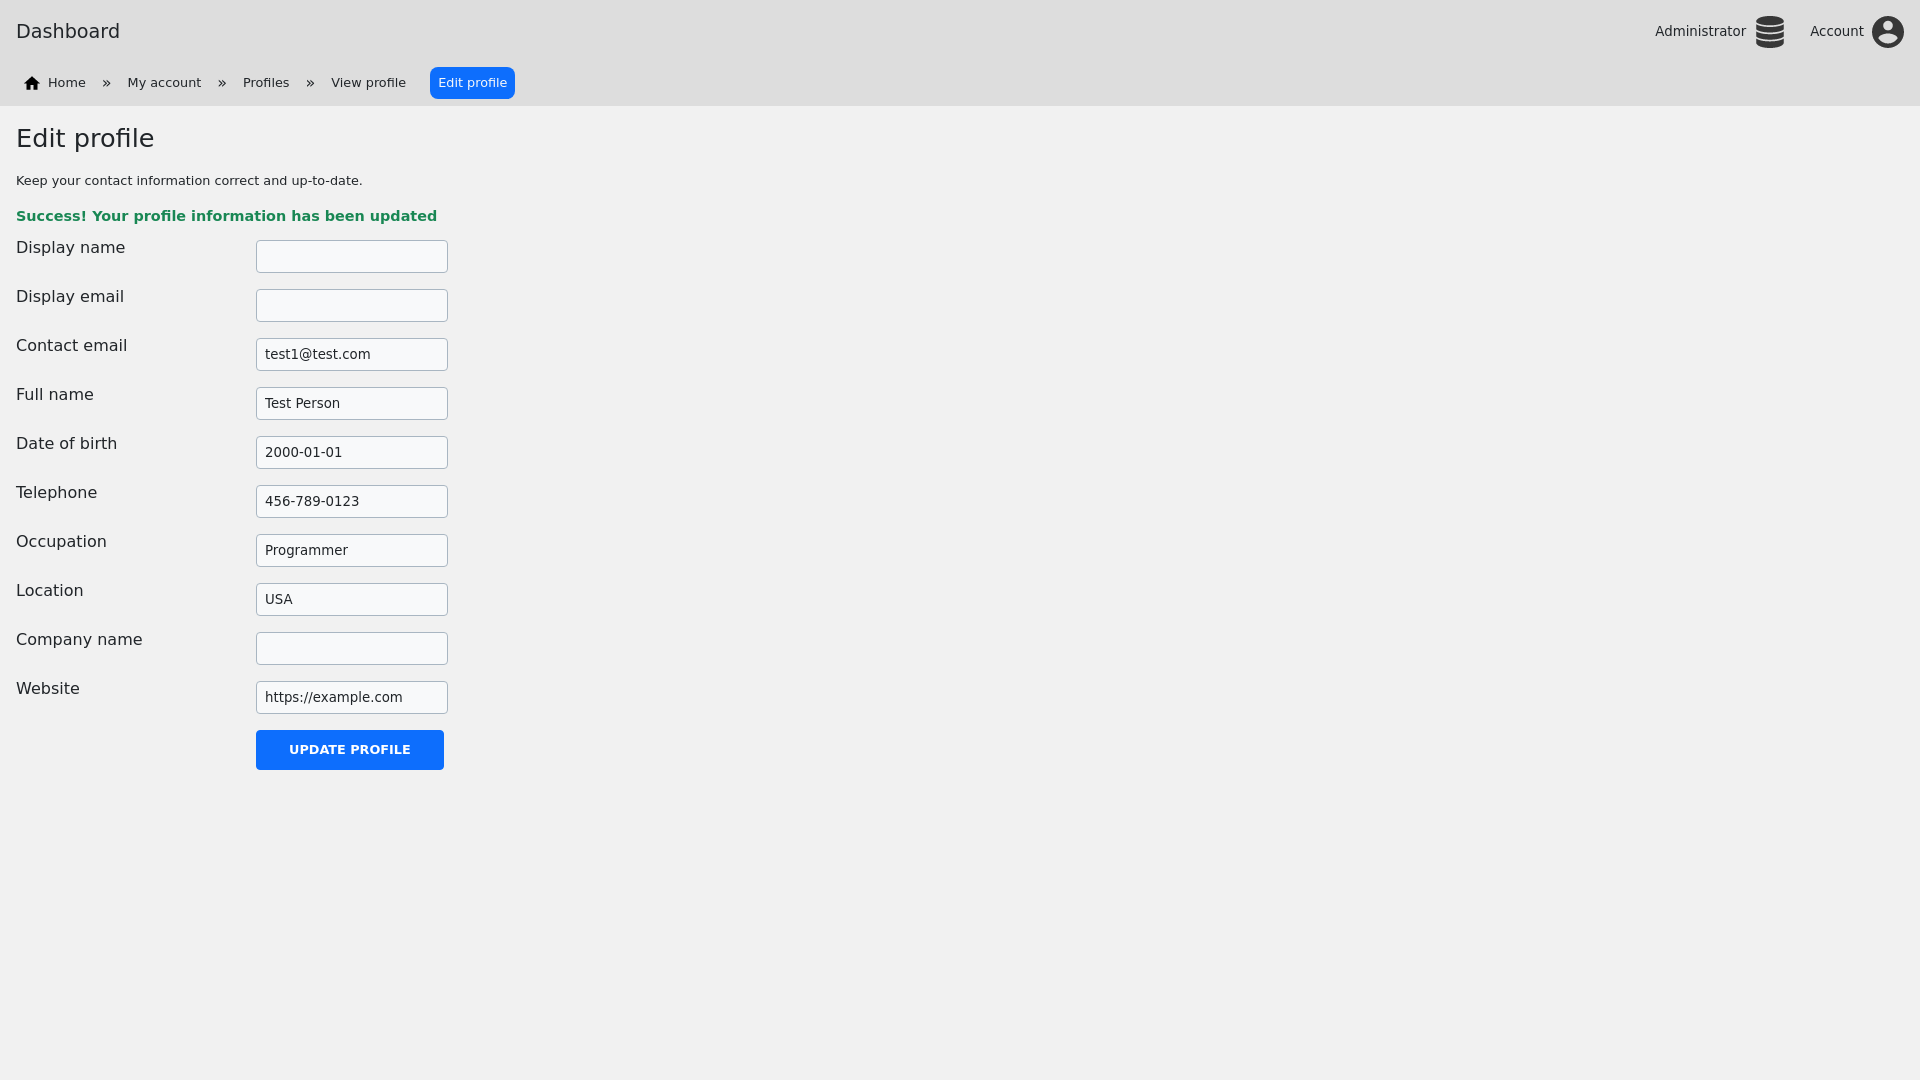 Dashboard
Administrator
Account
Home » My account » Profiles » View profile Edit profile
Edit profile
Keep your contact information correct and up-to-date.
Success! Your profile information has been updated
Display name
Display email
Contact email test1@test.com
Full name Test Person
Date of birth 2000-01-01
Telephone 456-789-0123
Occupation Programmer
Location USA
Company name
Website https://example.com
UPDATE PROFILE